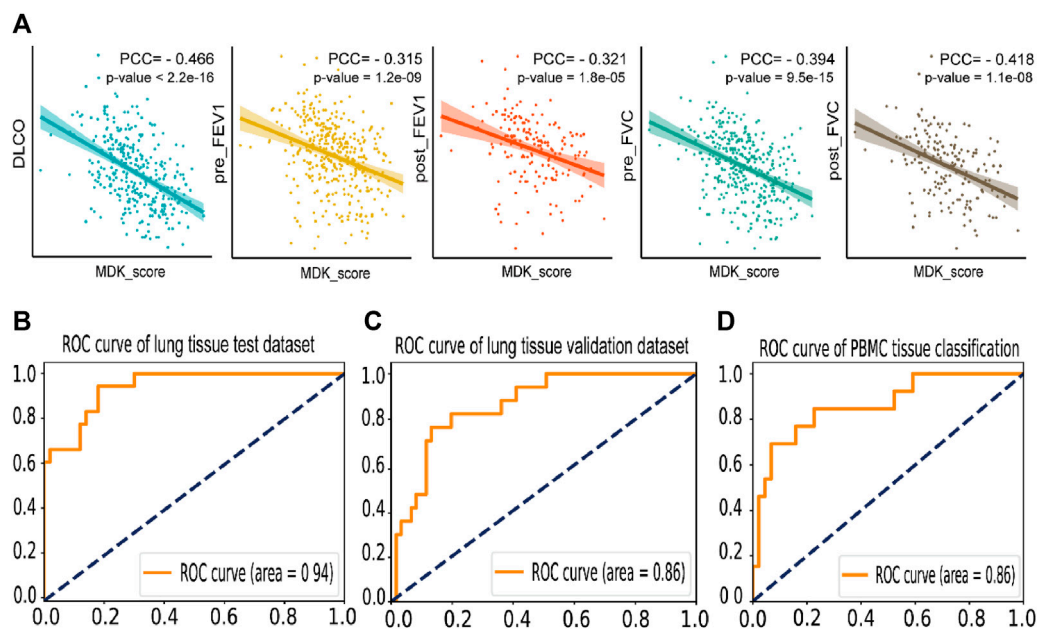 A
PCC= - 0.466
p-value < 2.2e-16
DLCO
MDK_score
PCC= - 0.315
p-value = 1.2e-09
pre_FEV1
MDK_score
PCC= - 0.321
p-value = 1.8e-05
post_FEV1
MDK_score
PCC= - 0.394
p-value = 9.5e-15
pre_FVC
MDK_score
PCC= - 0.418
p-value = 1.1e-08
post_FVC
MDK_score
B
ROC curve of lung tissue test dataset
1.0
0.8
0.6
0.4
0.2
0.0
0.0 0.2 0.4 0.6 0.8 1.0
ROC curve (area = 0.94)
C
ROC curve of lung tissue validation dataset
1.0
0.8
0.6
0.4
0.2
0.0
0.0 0.2 0.4 0.6 0.8 1.0
ROC curve (area = 0.86)
D
ROC curve of PBMC tissue classification
1.0
0.8
0.6
0.4
0.2
0.0
0.0 0.2 0.4 0.6 0.8 1.0
ROC curve (area = 0.86)